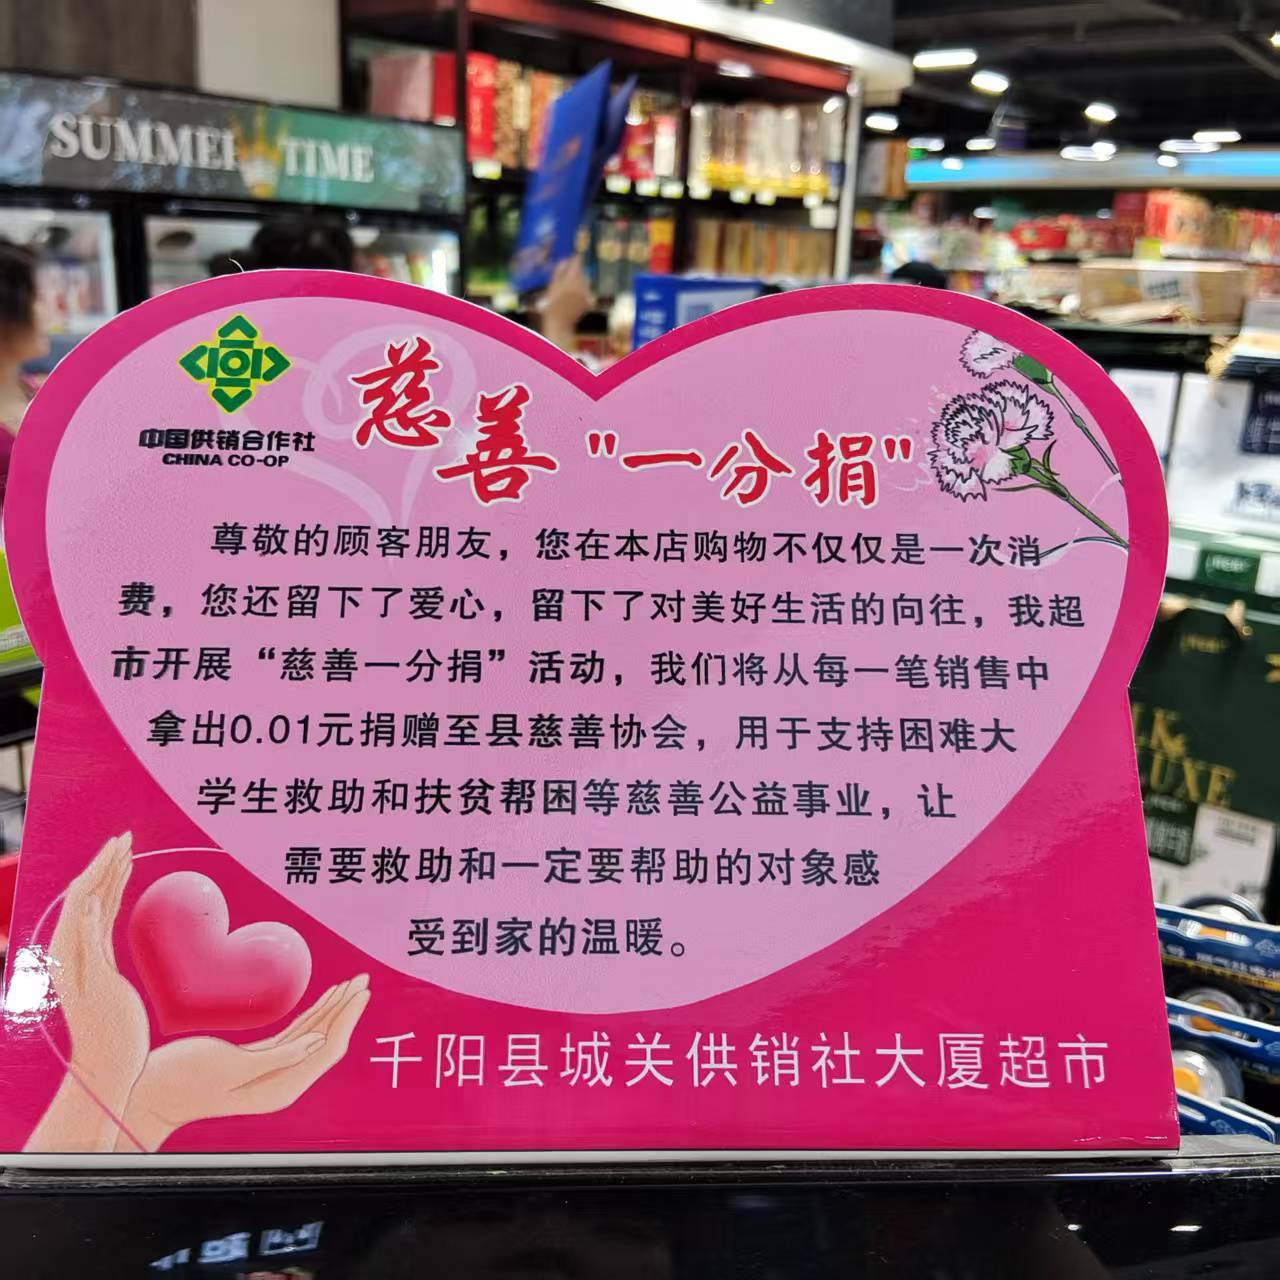 SUMMER TIME
中国供销合作社
CHINA CO-OP
慈善"一分捐"
尊敬的顾客朋友，您在本店购物不仅仅是一次消
费，您还留下了爱心，留下了对美好生活的向往，我超
市开展“慈善一分捐”活动，我们将从每一笔销售中
拿出0.01元捐赠至县慈善协会，用于支持困难大
学生救助和扶贫帮困等慈善公益事业，让
需要救助和一定要帮助的对象感
受到家的温暖。
千阳县城关供销社大厦超市